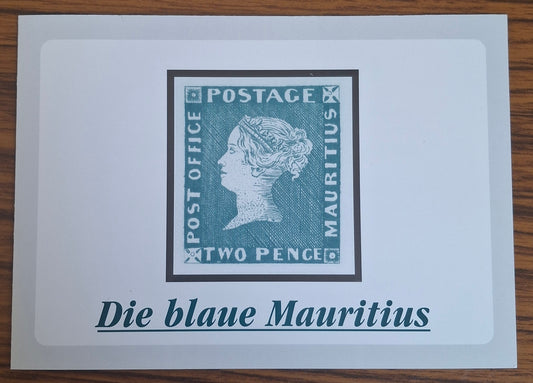 POSTAGE
POST OFFICE
MAURITIUS
TWO PENCE
Die blaue Mauritius